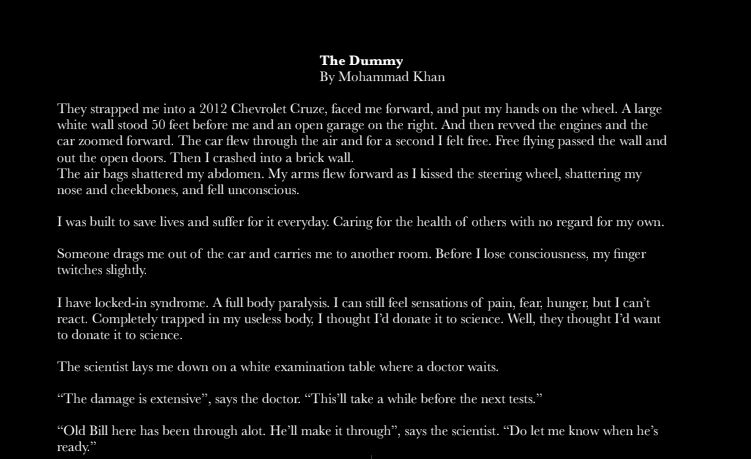 The Dummy
By Mohammad Khan
They strapped me into a 2012 Chevrolet Cruze, faced me forward, and put my hands on the wheel. A large
white wall stood 50 feet before me and an open garage on the right. And then revved the engines and the
car zoomed forward. The car flew through the air and for a second I felt free. Free flying passed the wall and
out the open doors. Then I crashed into a brick wall.
The air bags shattered my abdomen. My arms flew forward as I kissed the steering wheel, shattering my
nose and cheekbones, and fell unconscious.
I was built to save lives and suffer for it everyday. Caring for the health of others with no regard for my own.
Someone drags me out of the car and carries me to another room. Before I lose consciousness, my finger
twitches slightly.
I have locked-in syndrome. A full body paralysis. I can still feel sensations of pain, fear, hunger, but I can’t
react. Completely trapped in my useless body, I thought I’d donate it to science. Well, they thought I’d want
to donate it to science.
The scientist lays me down on a white examination table where a doctor waits.
“The damage is extensive”, says the doctor. “This’ll take a while before the next tests.”
“Old Bill here has been through alot. He’ll make it through”, says the scientist. “Do let me know when he’s
ready.”